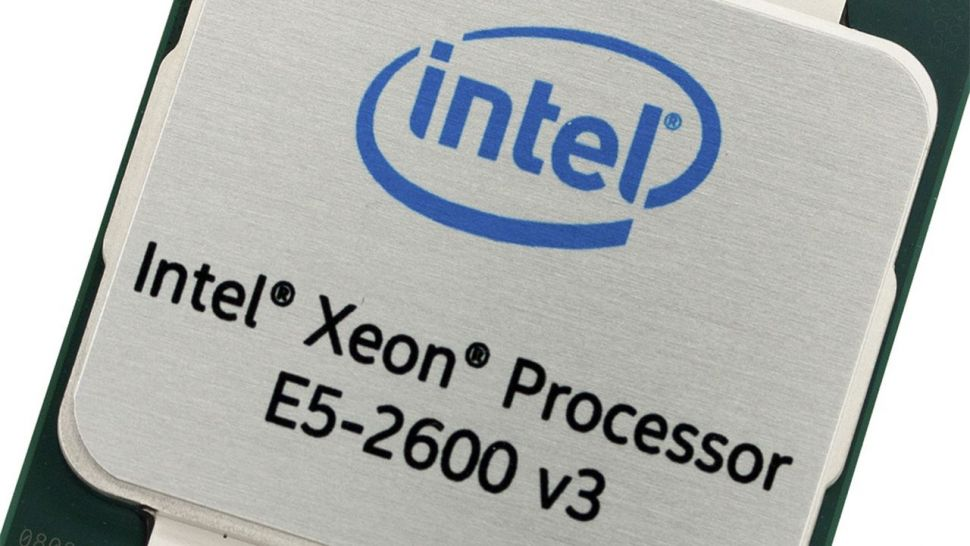 intel®
Intel® Xeon® Processor
E5-2600 v3